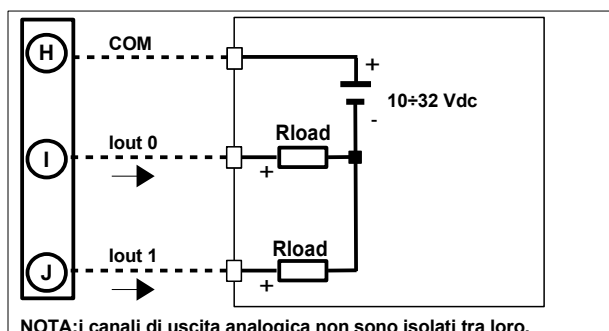 H
COM
+
10÷32 Vdc
-
Rload
I
Iout 0
+
Rload
J
Iout 1
+
NOTA:i canali di uscita analogica non sono isolati tra loro.